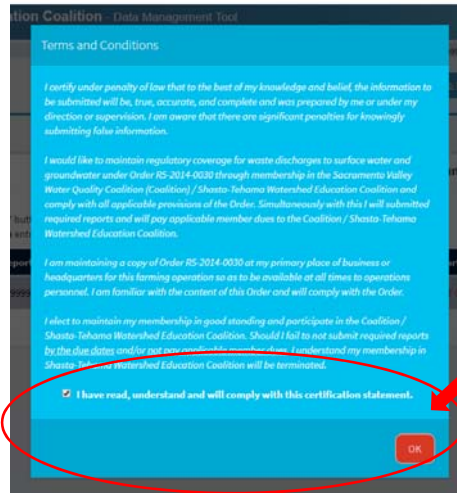 tion Coalition - Data Management Tool
Terms and Conditions
I certify under penalty of law that to the best of my knowledge and belief, the information to
be submitted will be, true, accurate, and complete and was prepared by me or under my
direction or supervision. I am aware that there are significant penalties for knowingly
submitting false information.
I would like to maintain regulatory coverage for waste discharges to surface water and
groundwater under Order R5-2014-0030 through membership in the Sacramento Valley
Water Quality Coalition (Coalition) / Shasta-Tehama Watershed Education Coalition and
comply with all applicable provisions of the Order. Simultaneously with this I will submitted
required reports and will pay applicable member dues to the Coalition / Shasta-Tehama
Watershed Education Coalition.
I am maintaining a copy of Order R5-2014-0030 at my primary place of business or
headquarters for this farming operation so as to be available at all times to operations
personnel. I am familiar with the content of this Order and will comply with the Order.
I elect to maintain my membership in good standing and participate in the Coalition /
Shasta-Tehama Watershed Education Coalition. Should I fail to not submit required reports
by the due dates and/or not pay applicable member dues, I understand my membership in
Shasta-Tehama Watershed Education Coalition will be terminated.
I have read, understand and will comply with this certification statement.
OK